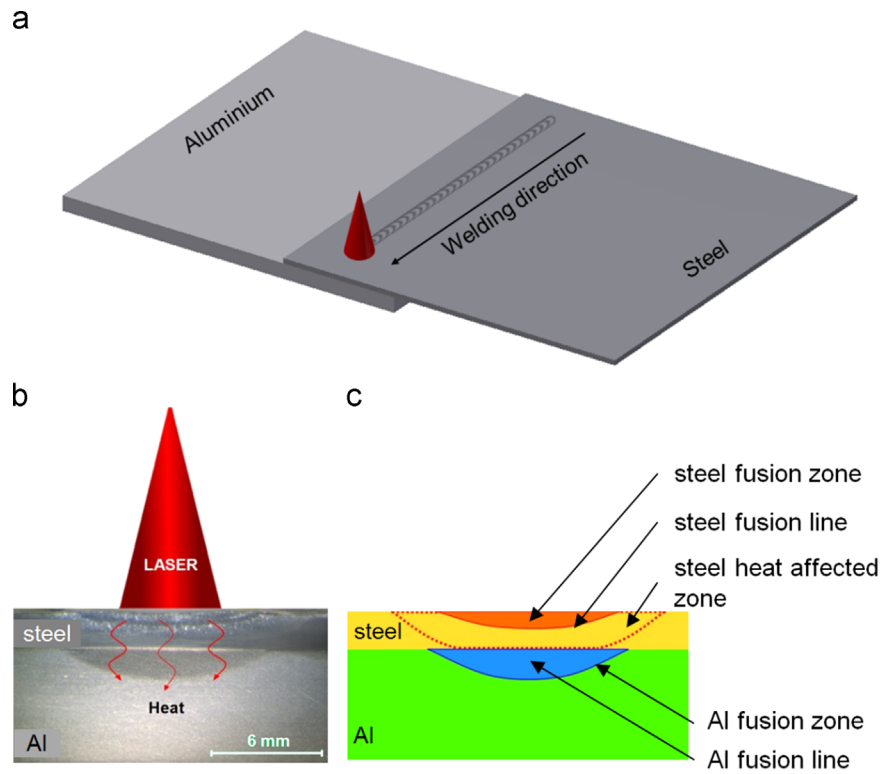 a
Aluminium
Welding direction
Steel
b
LASER
steel
Heat
Al
6 mm
c
steel fusion zone
steel fusion line
steel heat affected
zone
steel
Al
Al fusion zone
Al fusion line